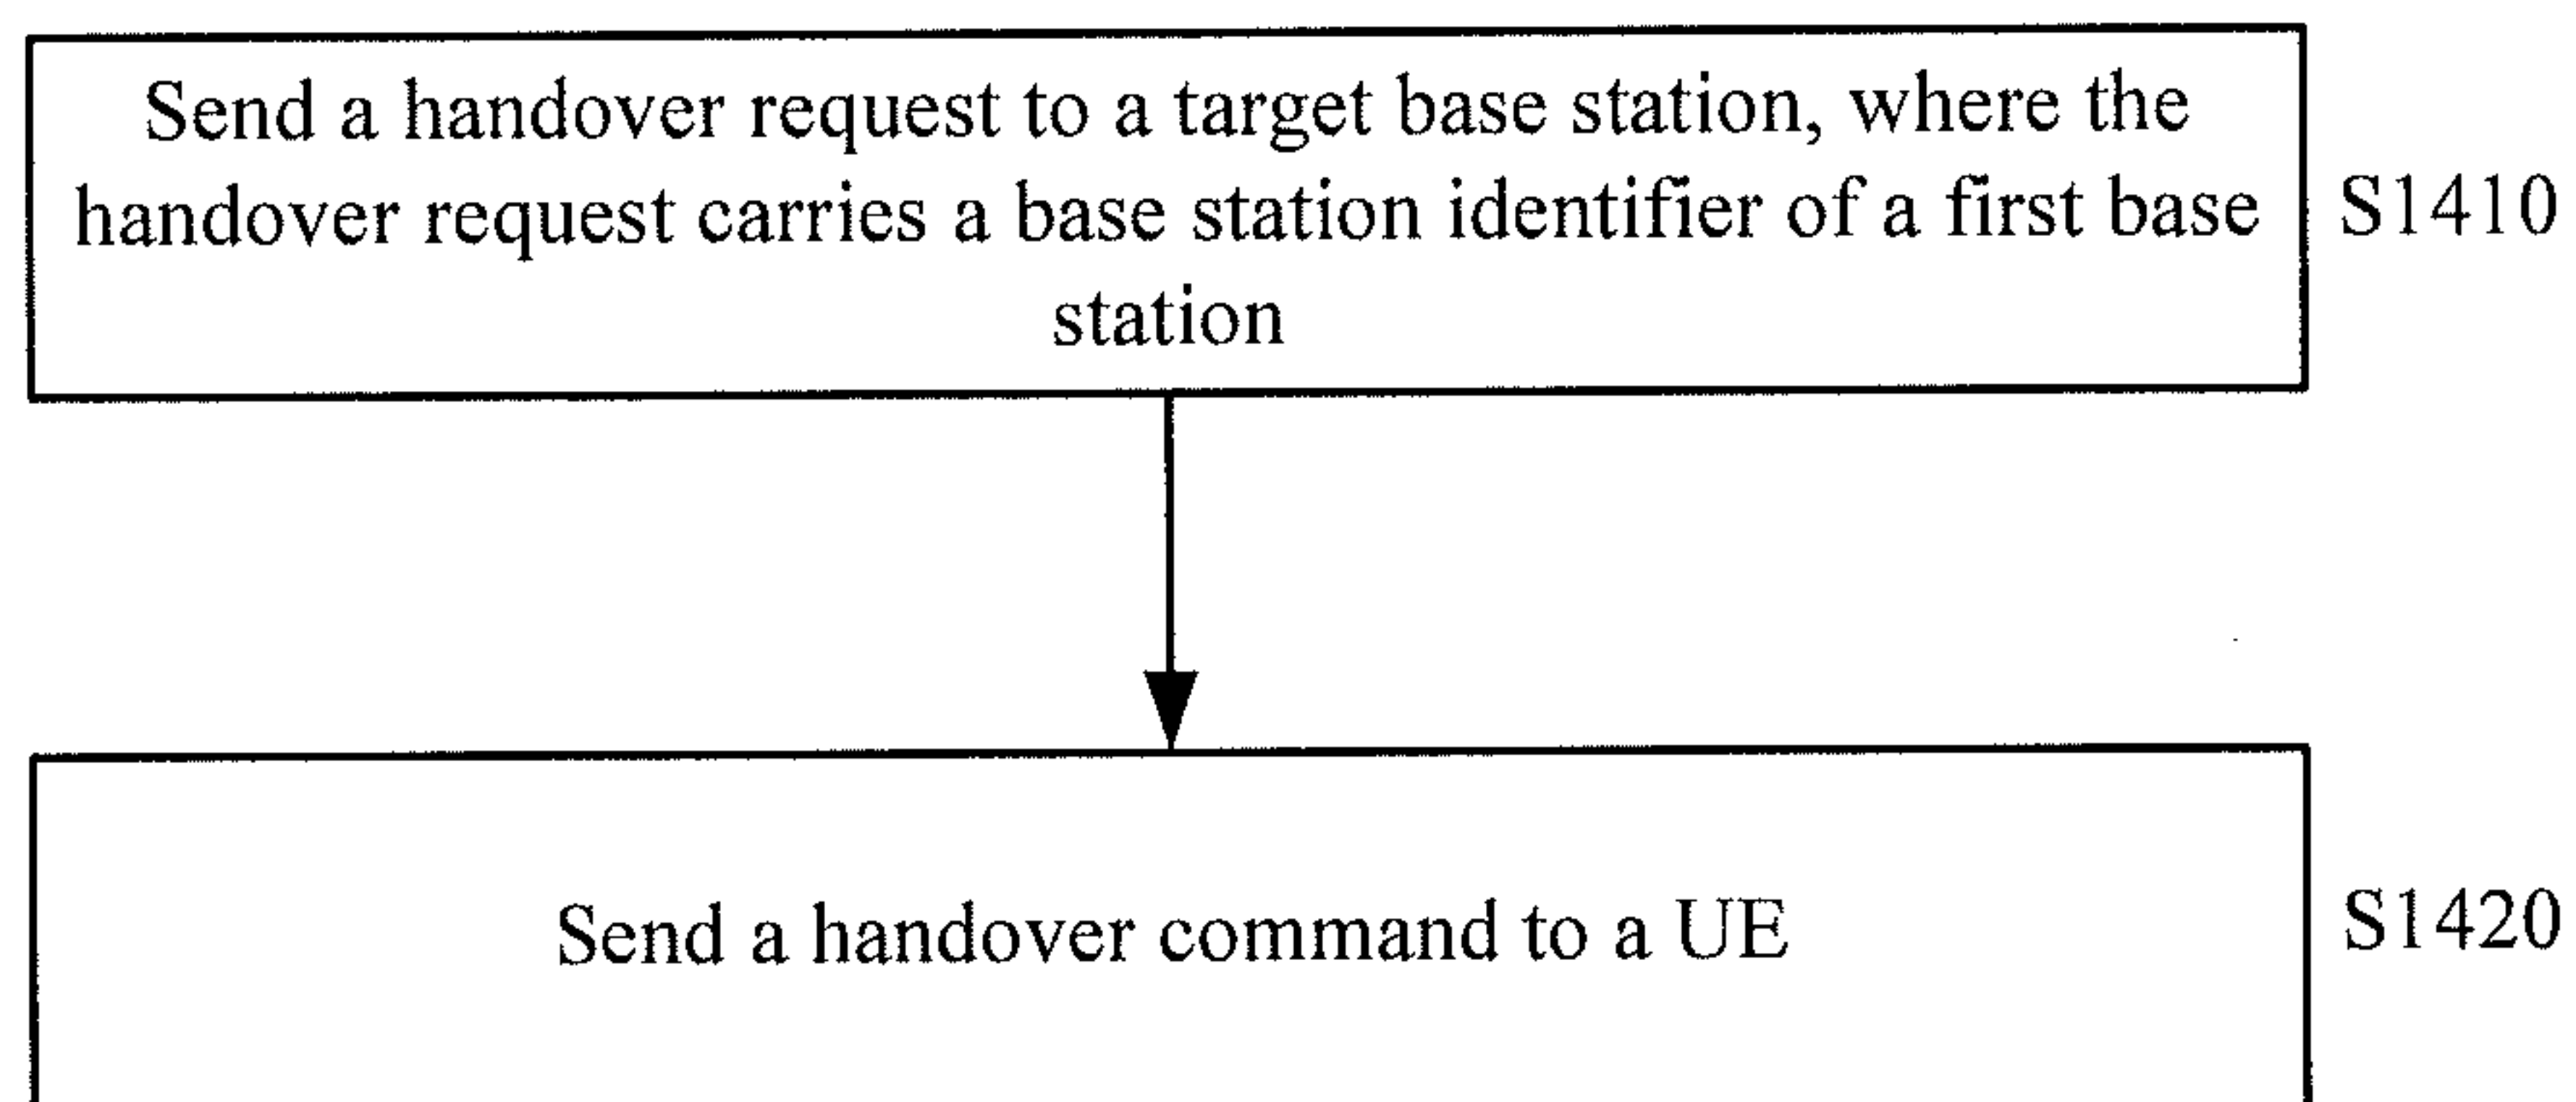 Send a handover request to a target base station, where the
handover request carries a base station identifier of a first base
station
S1410
Send a handover command to a UE
S1420